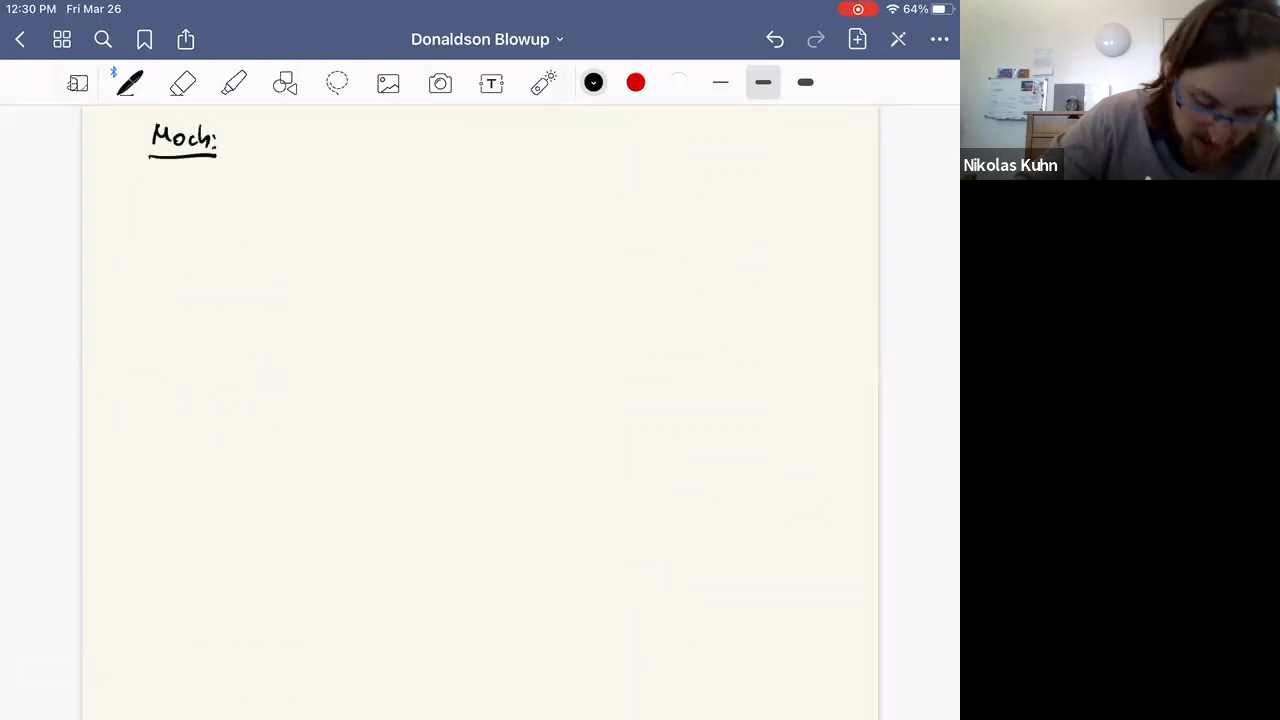 12:30 PM Fri Mar 26
64%
Donaldson Blowup
T
Moch:
Nikolas Kuhn